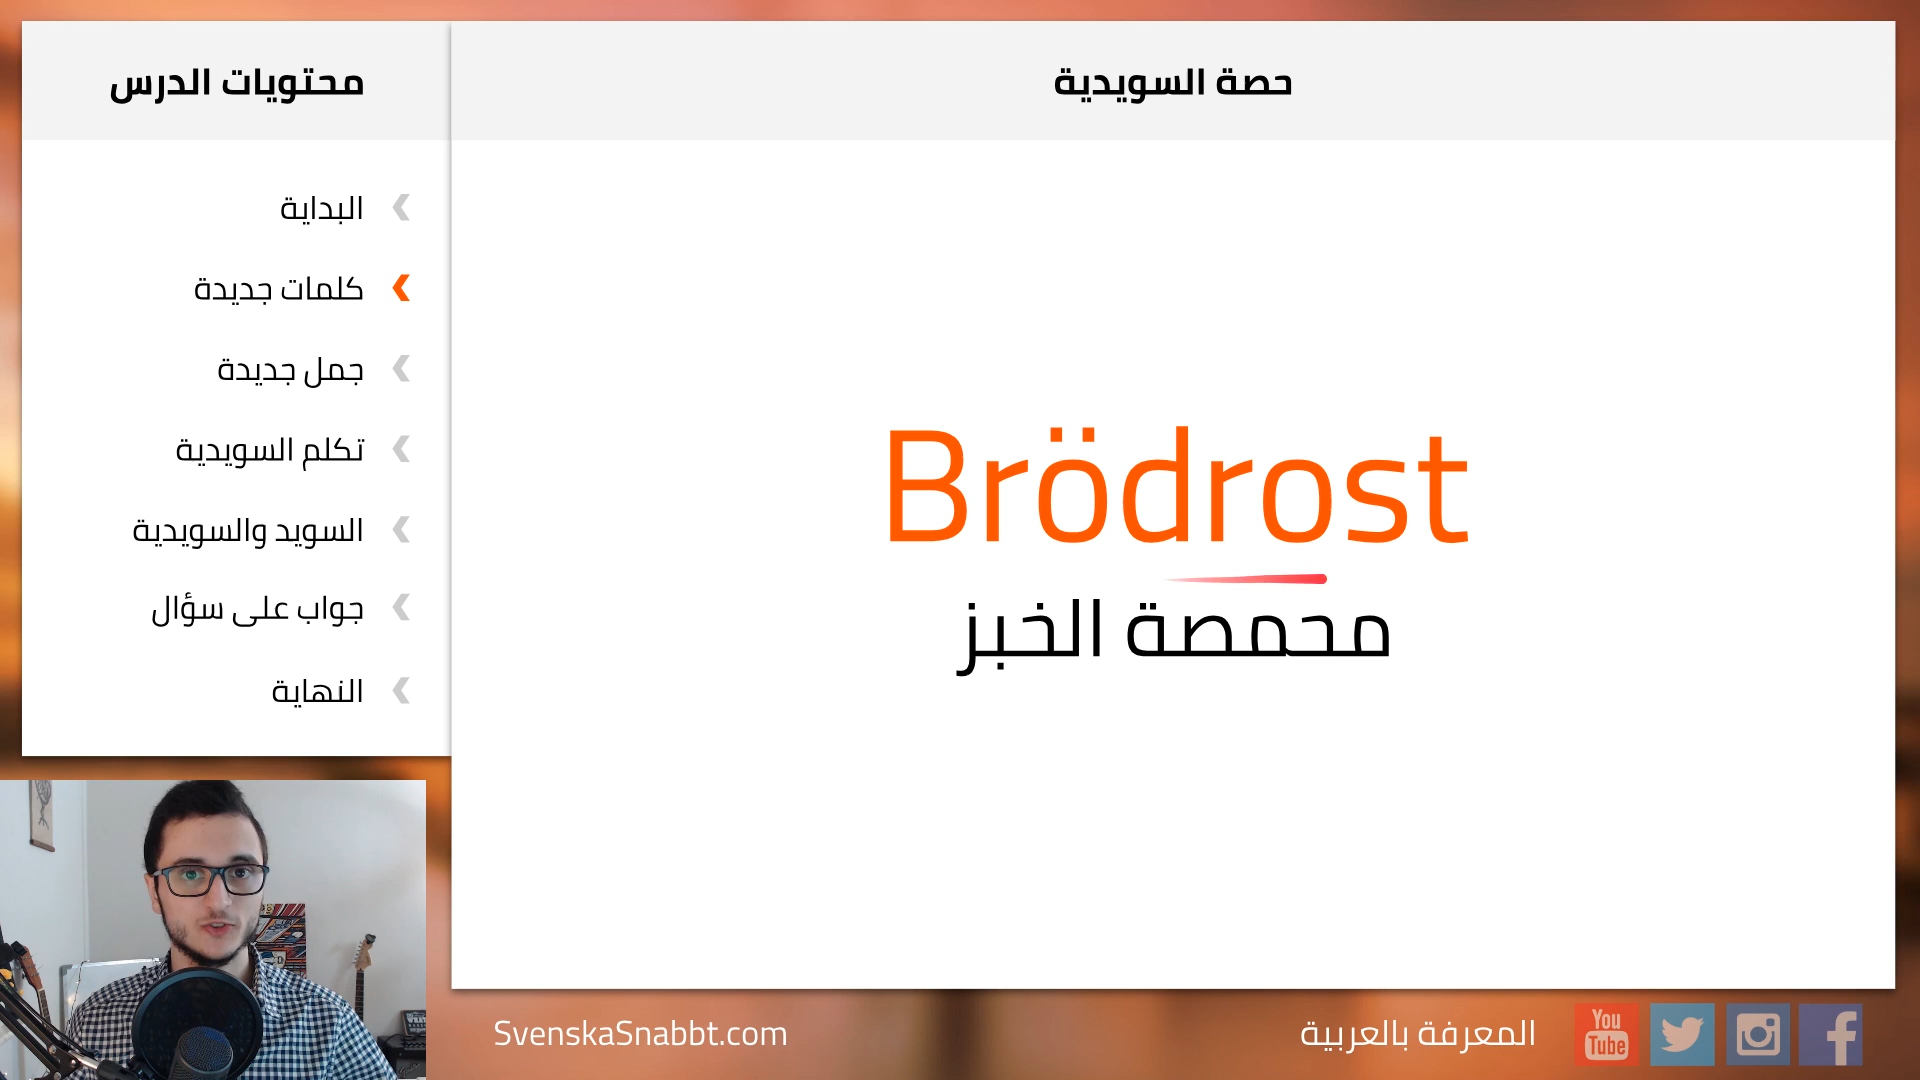 حصة السويدية
محتويات الدرس
البداية
كلمات جديدة
جمل جديدة
تكلم السويدية
السويد والسويدية
جواب على سؤال
النهاية
Brödrost
محمصة الخبز
SvenskaSnabbt.com
المعرفة بالعربية
You
Tube